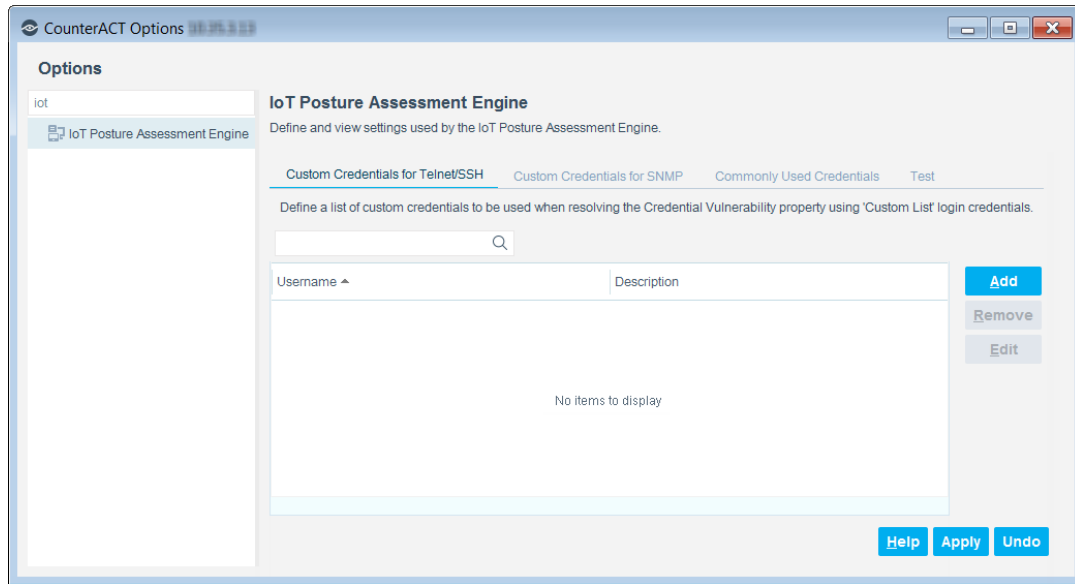 CounterACT Options
Options
iot
IoT Posture Assessment Engine
IoT Posture Assessment Engine
Define and view settings used by the IoT Posture Assessment Engine.
Custom Credentials for Telnet/SSH Custom Credentials for SNMP Commonly Used Credentials Test
Define a list of custom credentials to be used when resolving the Credential Vulnerability property using 'Custom List' login credentials.
Username Description
Add
Remove
Edit
No items to display
Help Apply Undo